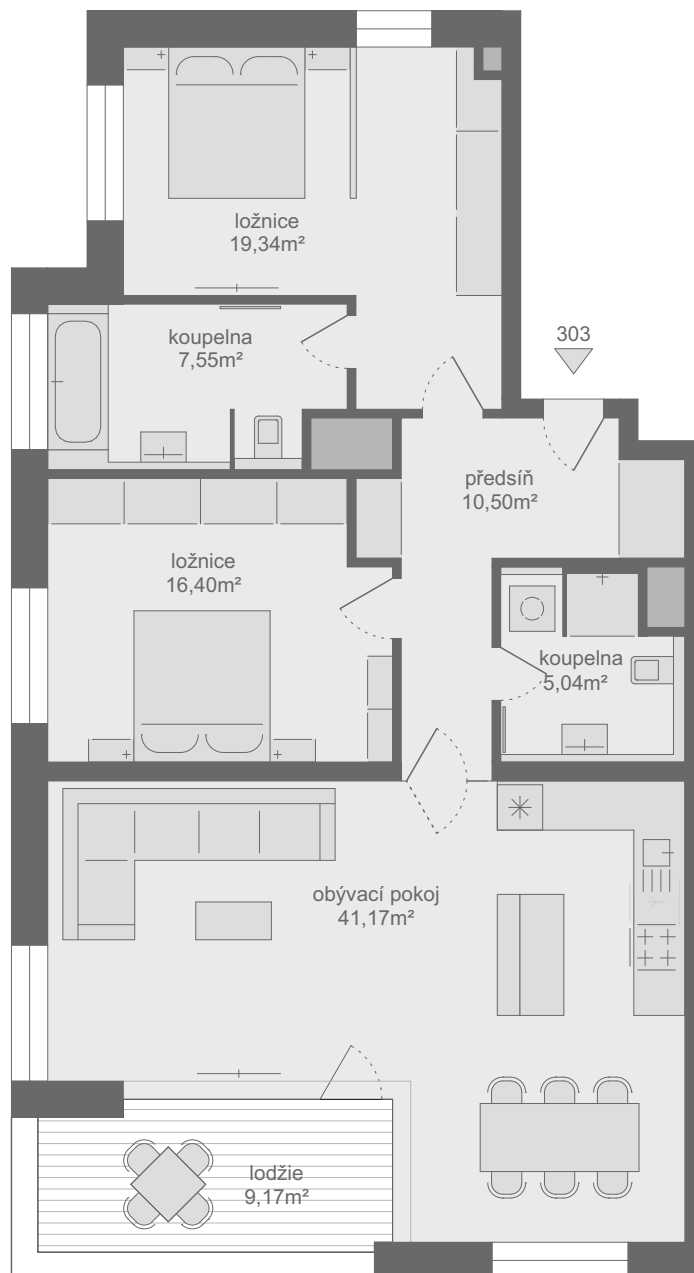 ložnice
19,34m²
303
koupelna
7,55m²
předsíň
10,50m²
ložnice
16,40m²
koupelna
5,04m²
obývací pokoj
41,17m²
lodžie
9,17m²